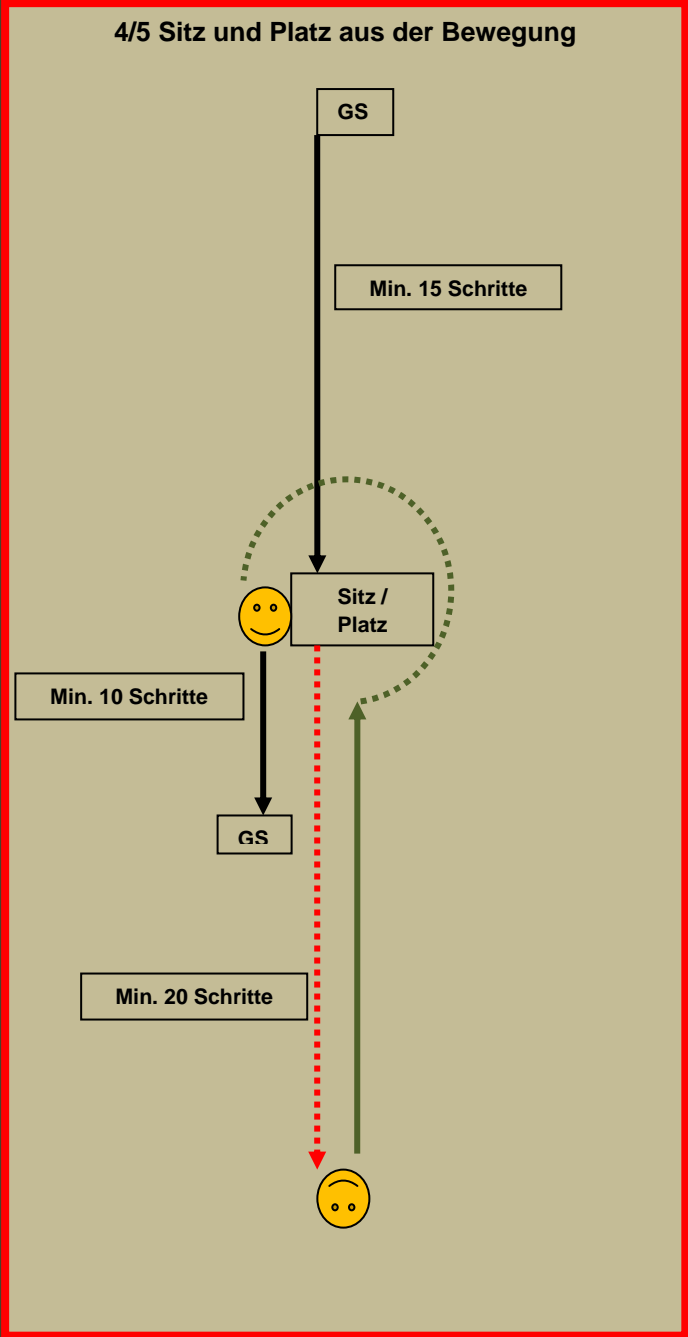 4/5 Sitz und Platz aus der Bewegung
GS
Min. 15 Schritte
Sitz /
Platz
Min. 10 Schritte
GS
Min. 20 Schritte